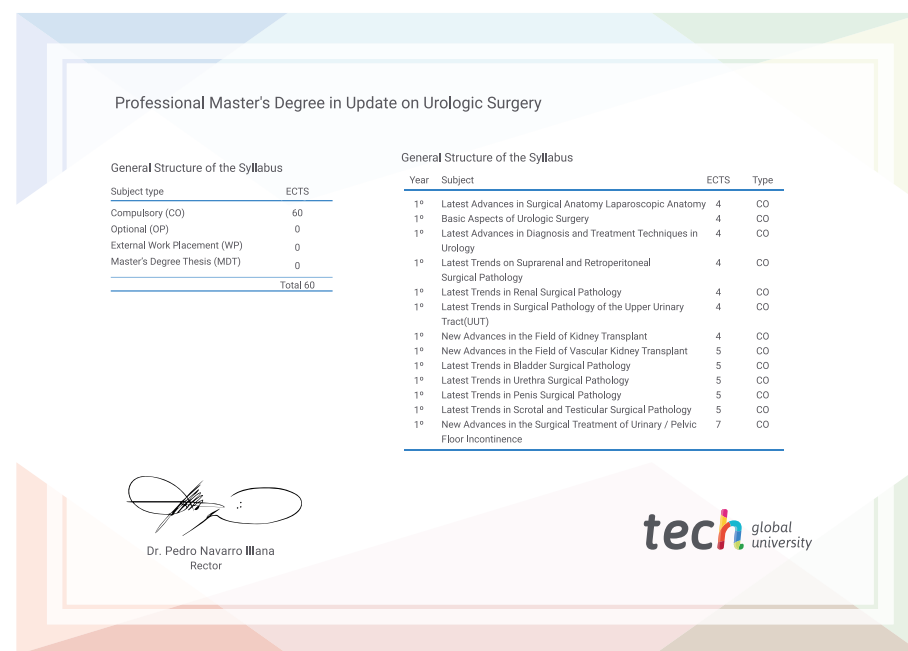 Professional Master's Degree in Update on Urologic Surgery
General Structure of the Syllabus
Subject type ECTS
Compulsory (CO) 60
Optional (OP) 0
External Work Placement (WP) 0
Master's Degree Thesis (MDT) 0
Total 60
General Structure of the Syllabus
Year Subject ECTS Type
1º Latest Advances in Surgical Anatomy Laparoscopic Anatomy 4 CO
1º Basic Aspects of Urologic Surgery 4 CO
1º Latest Advances in Diagnosis and Treatment Techniques in 4 CO
Urology
1º Latest Trends on Suprarenal and Retroperitoneal 4 CO
Surgical Pathology
1º Latest Trends in Renal Surgical Pathology 4 CO
1º Latest Trends in Surgical Pathology of the Upper Urinary 4 CO
Tract(UUT)
1º New Advances in the Field of Kidney Transplant 4 CO
1º New Advances in the Field of Vascular Kidney Transplant 5 CO
1º Latest Trends in Bladder Surgical Pathology 5 CO
1º Latest Trends in Urethra Surgical Pathology 5 CO
1º Latest Trends in Penis Surgical Pathology 5 CO
1º Latest Trends in Scrotal and Testicular Surgical Pathology 5 CO
1º New Advances in the Surgical Treatment of Urinary / Pelvic 7 CO
Floor Incontinence
Dr. Pedro Navarro Illana
Rector
tech global
university